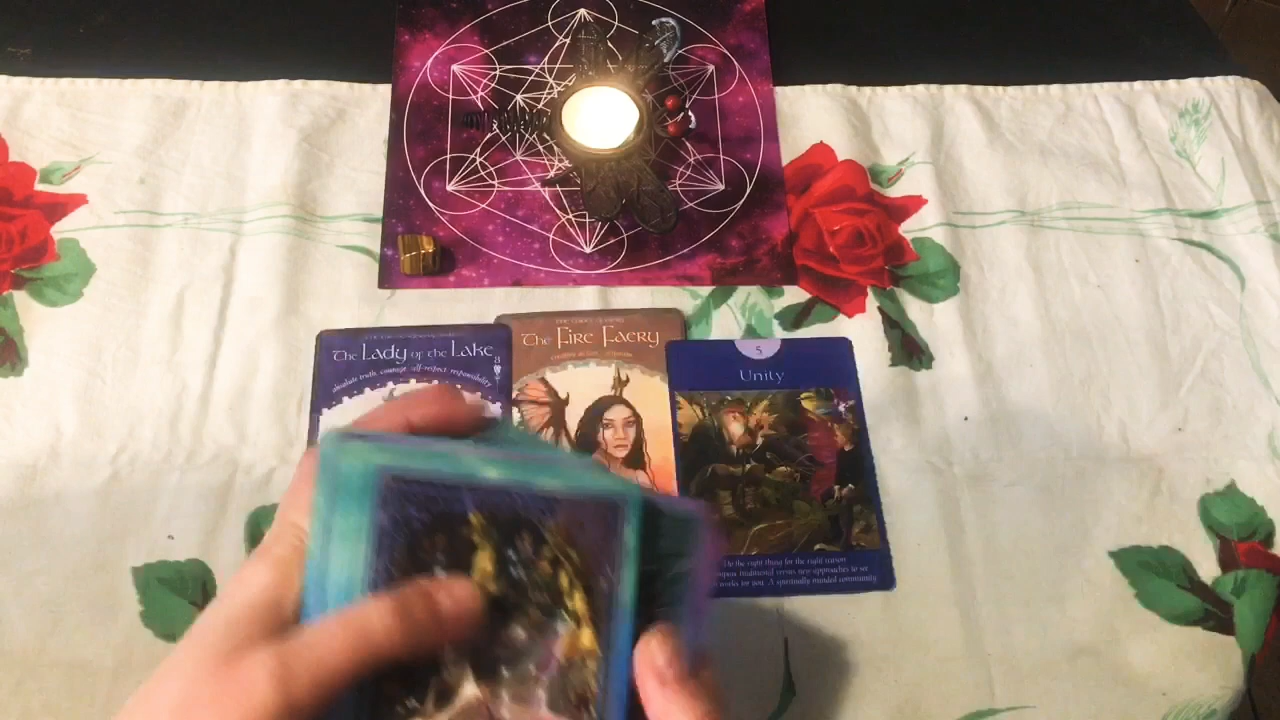 The Lady of the Lake
8
absolute truth, courage, self-respect, responsibility
The Fire Faery
5
Unity
Do the right thing for the right reason
traditional versus new approaches to see
works for you. A spiritually minded community